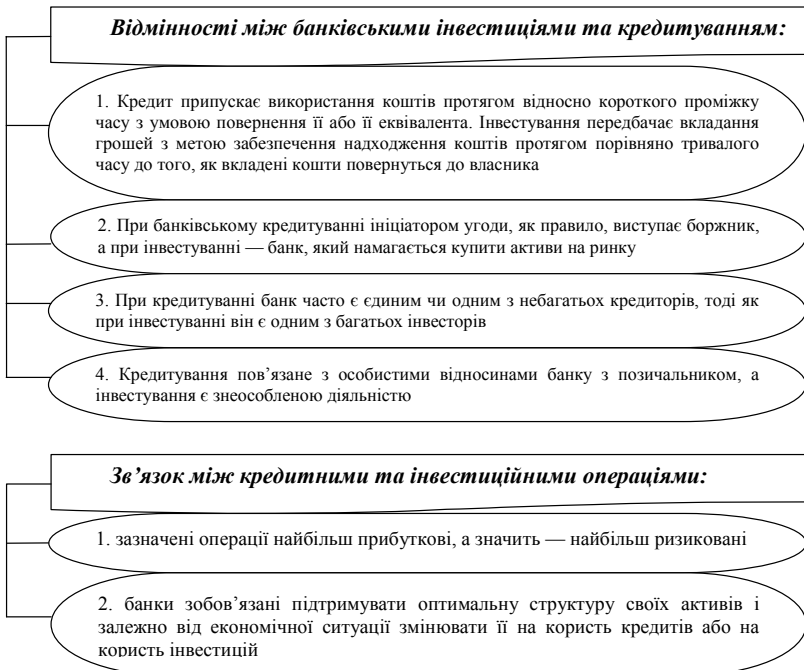 Відмінності між банківськими інвестиціями та кредитуванням:
1. Кредит припускає використання коштів протягом відносно короткого проміжку
часу з умовою повернення її або її еквівалента. Інвестування передбачає вкладання
грошей з метою забезпечення надходження коштів протягом порівняно тривалого
часу до того, як вкладені кошти повернуться до власника
2. При банківському кредитуванні ініціатором угоди, як правило, виступає боржник,
а при інвестуванні — банк, який намагається купити активи на ринку
3. При кредитуванні банк часто є єдиним чи одним з небагатьох кредиторів, тоді як
при інвестуванні він є одним з багатьох інвесторів
4. Кредитування пов’язане з особистими відносинами банку з позичальником, а
інвестування є знеособленою діяльністю
Зв’язок між кредитними та інвестиційними операціями:
1. зазначені операції найбільш прибуткові, а значить — найбільш ризиковані
2. банки зобов’язані підтримувати оптимальну структуру своїх активів і
залежно від економічної ситуації змінювати її на користь кредитів або на
користь інвестицій